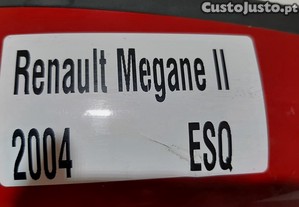 CustoJusto.pt
Renault Megane II
2004 ESQ